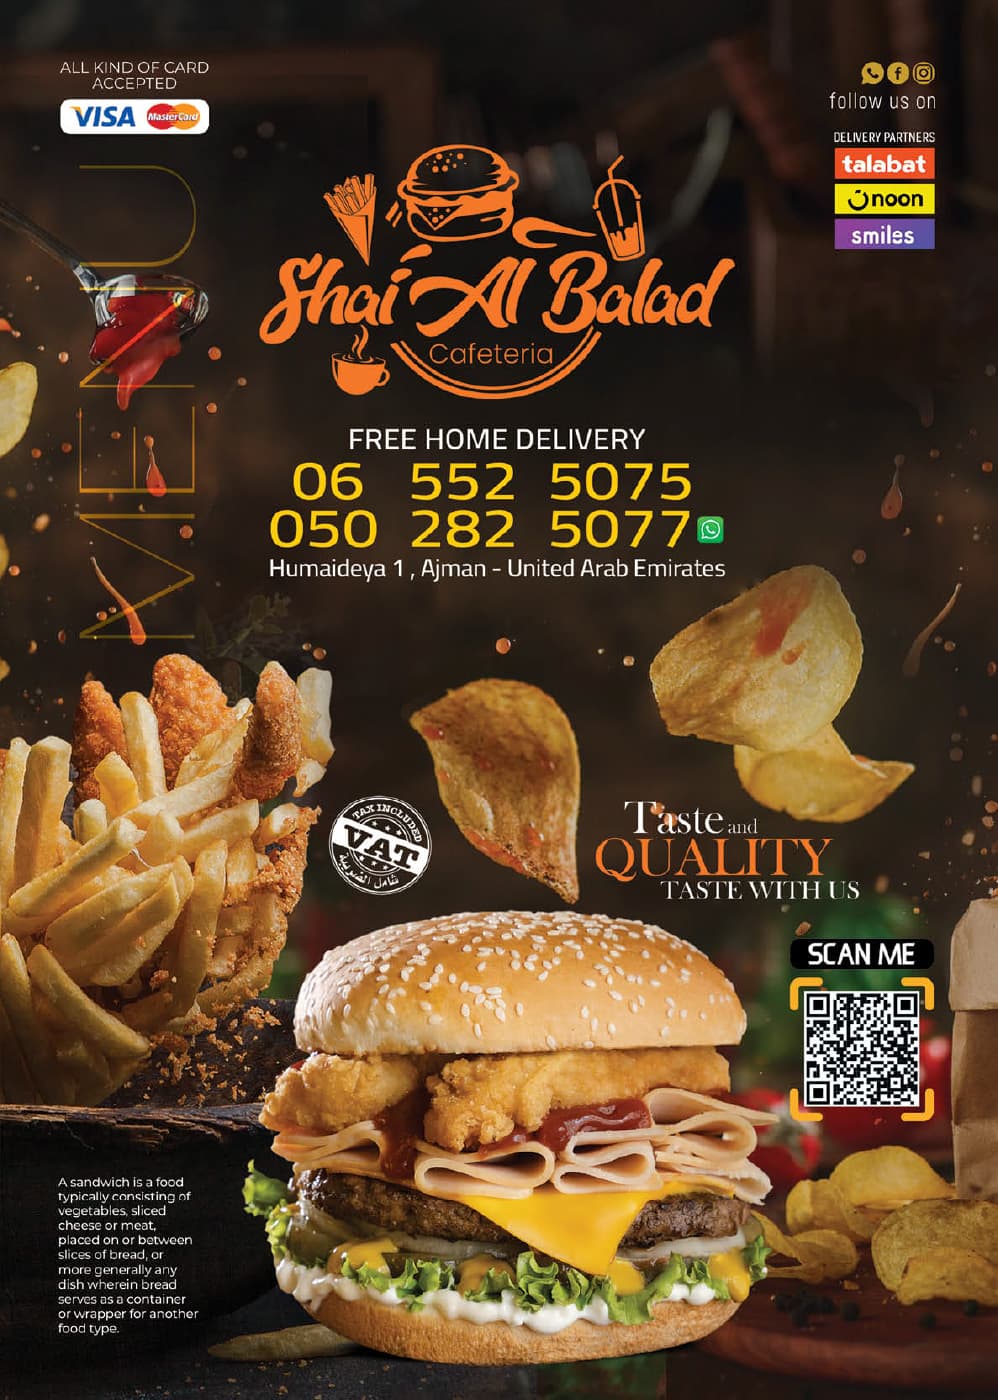 ALL KIND OF CARD
ACCEPTED
VISA MasterCard
follow us on
DELIVERY PARTNERS
talabat
noon
smiles
MENU
Shai Al Balad
Cafeteria
FREE HOME DELIVERY
06 552 5075
050 282 5077
Humaideya 1 , Ajman - United Arab Emirates
TAX INCLUDED
VAT
شامل الضريبة
Taste and
QUALITY
TASTE WITH US
SCAN ME
A sandwich is a food
typically consisting of
vegetables, sliced
cheese or meat,
placed on or between
slices of bread, or
more generally any
dish wherein bread
serves as a container
or wrapper for another
food type.